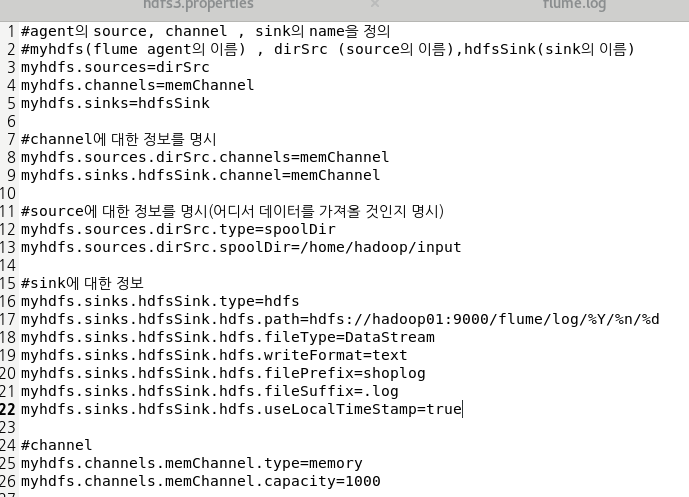 hdfs3.properties × flume.log
1 #agent의 source, channel , sink의 name을 정의
2 #myhdfs(flume agent의 이름) , dirSrc (source의 이름),hdfsSink(sink의 이름)
3 myhdfs.sources=dirSrc
4 myhdfs.channels=memChannel
5 myhdfs.sinks=hdfsSink
6
7 #channel에 대한 정보를 명시
8 myhdfs.sources.dirSrc.channels=memChannel
9 myhdfs.sinks.hdfsSink.channel=memChannel
10
11 #source에 대한 정보를 명시(어디서 데이터를 가져올 것인지 명시)
12 myhdfs.sources.dirSrc.type=spoolDir
13 myhdfs.sources.dirSrc.spoolDir=/home/hadoop/input
14
15 #sink에 대한 정보
16 myhdfs.sinks.hdfsSink.type=hdfs
17 myhdfs.sinks.hdfsSink.hdfs.path=hdfs://hadoop01:9000/flume/log/%Y/%n/%d
18 myhdfs.sinks.hdfsSink.hdfs.fileType=DataStream
19 myhdfs.sinks.hdfsSink.hdfs.writeFormat=text
20 myhdfs.sinks.hdfsSink.hdfs.filePrefix=shoplog
21 myhdfs.sinks.hdfsSink.hdfs.fileSuffix=.log
22 myhdfs.sinks.hdfsSink.hdfs.useLocalTimeStamp=true
23
24 #channel
25 myhdfs.channels.memChannel.type=memory
26 myhdfs.channels.memChannel.capacity=1000